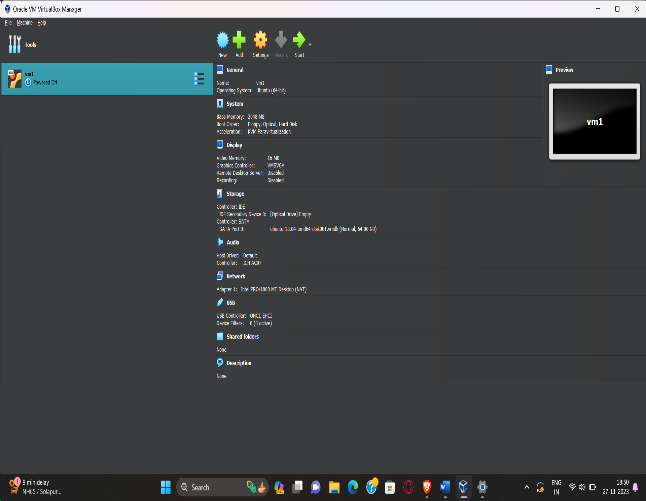 Oracle VM VirtualBox Manager
File Machine Help
Tools
New Add Settings Discard Start
vm1
Powered Off
General
Name: vm1
Operating System: Ubuntu (64-bit)
System
Base Memory: 2048 MB
Boot Order: Floppy, Optical, Hard Disk
Acceleration: KVM Paravirtualization
Display
Video Memory: 16 MB
Graphics Controller: VMSVGA
Remote Desktop Server: Disabled
Recording: Disabled
Storage
Controller: IDE
IDE Secondary Device 0: [Optical Drive] Empty
Controller: SATA
SATA Port 0: (Normal,
Audio
Host Driver: Default
Controller: ICH AC97
Network
Adapter 1: Intel PRO/1000 MT Desktop (NAT)
USB
USB Controller: OHCI, EHCI
Device Filters: 0 (0 active)
Shared folders
None
Description
None
Preview
vm1
1
9 min delay
NH65 / Solapur...
Search
ENG
IN
27-11-2023